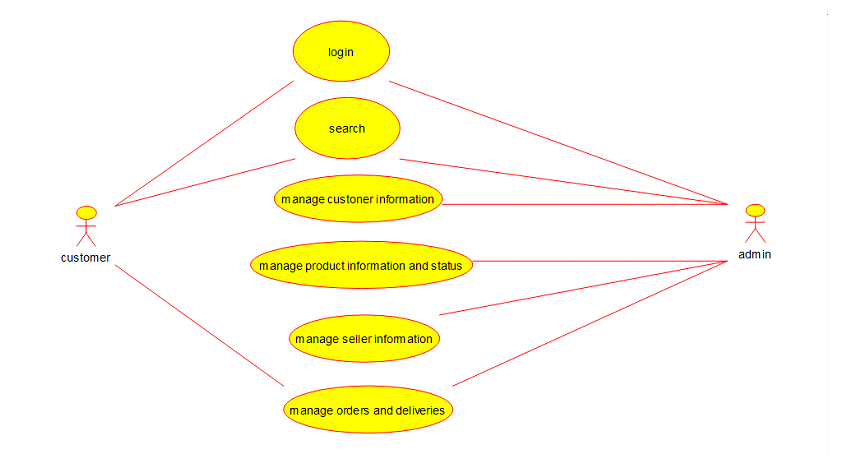 login
search
manage custoner information
customer
admin
manage product information and status
manage seller information
manage orders and deliveries